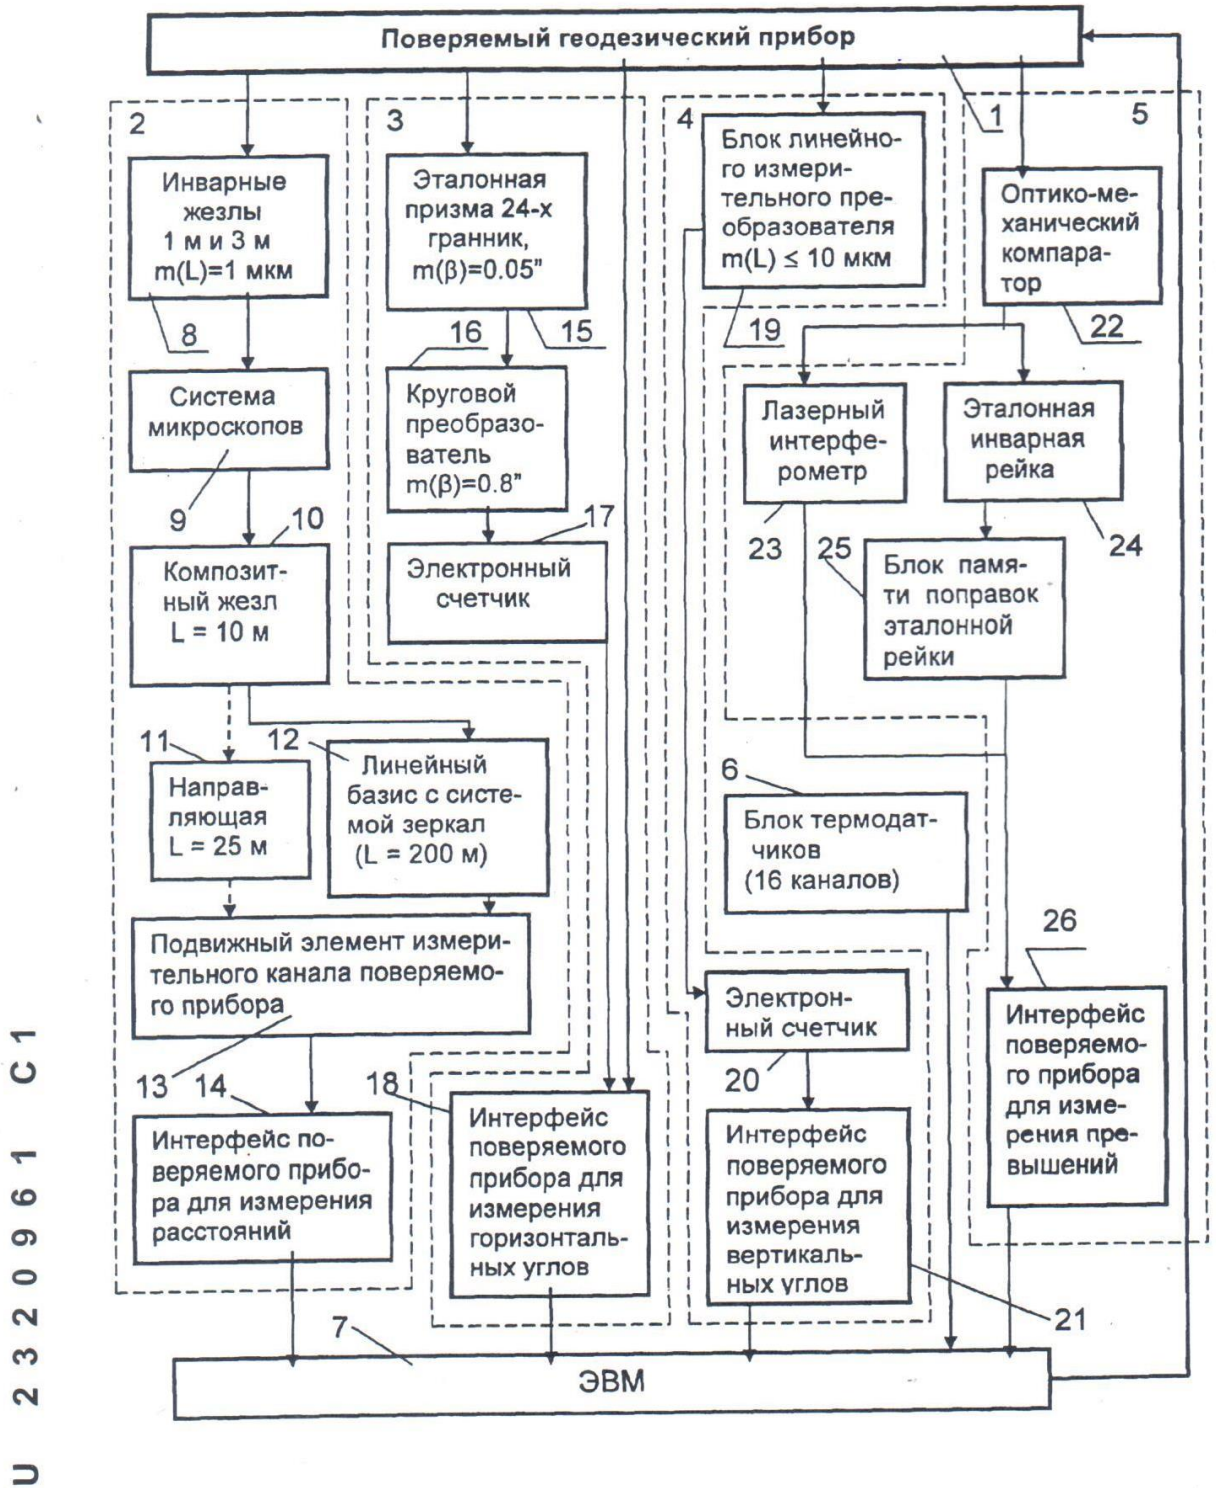 Поверяемый геодезический прибор
1
2
3
4
5
Инварные
жезлы
1 м и 3 м
m(L)=1 мкм
8
Система
микроскопов
9
10
Композит-
ный жезл
L = 10 м
11
Направ-
ляющая
L = 25 м
12
Линейный
базис с систе-
мой зеркал
(L = 200 м)
Подвижный элемент измери-
тельного канала поверяемо-
го прибора
13
14
Интерфейс по-
веряемого прибо-
ра для измерения
расстояний
Эталонная
призма 24-х
гранник,
m(β)=0.05"
15
16
Круговой
преобразо-
ватель
m(β)=0.8"
17
Электронный
счетчик
18
Интерфейс
поверяемого
прибора для
измерения
горизонталь-
ных углов
Блок линейно-
го измери-
тельного пре-
образователя
m(L) ≤ 10 мкм
19
Электрон-
ный счетчик
20
Интерфейс
поверяемого
прибора для
измерения
вертикаль-
ных углов
21
Оптико-ме-
ханический
компара-
тор
22
Лазерный
интерфе-
рометр
23
Эталонная
инварная
рейка
24
25
Блок памя-
ти поправок
эталонной
рейки
6
Блок термодат-
чиков
(16 каналов)
26
Интерфейс
поверяемо-
го прибора
для изме-
рения пре-
вышений
7
ЭВМ
U 2320961 C1